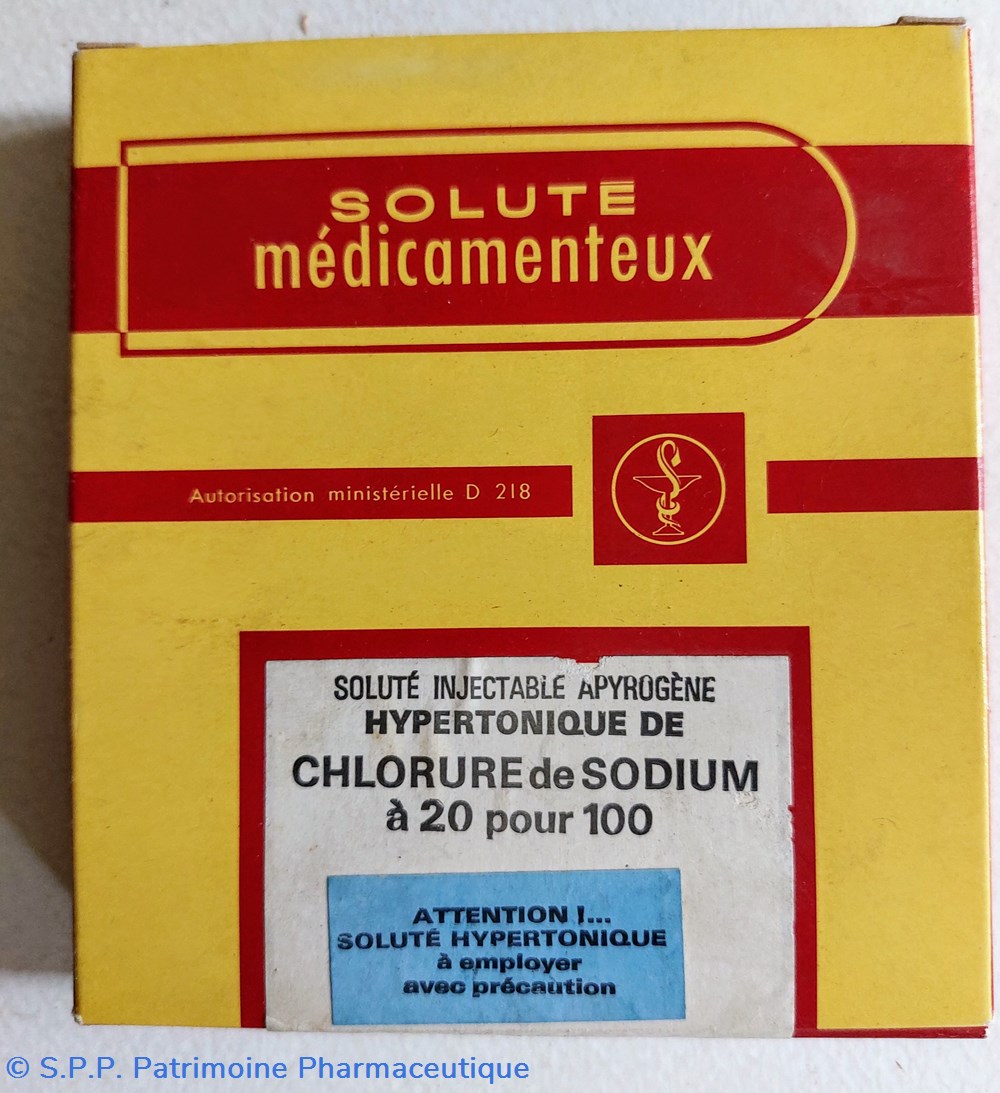 SOLUTÉ
médicamenteux
Autorisation ministérielle D 218
SOLUTÉ INJECTABLE APYROGÈNE
HYPERTONIQUE DE
CHLORURE de SODIUM
à 20 pour 100
ATTENTION !...
SOLUTÉ HYPERTONIQUE
à employer
avec précaution
© S.P.P. Patrimoine Pharmaceutique